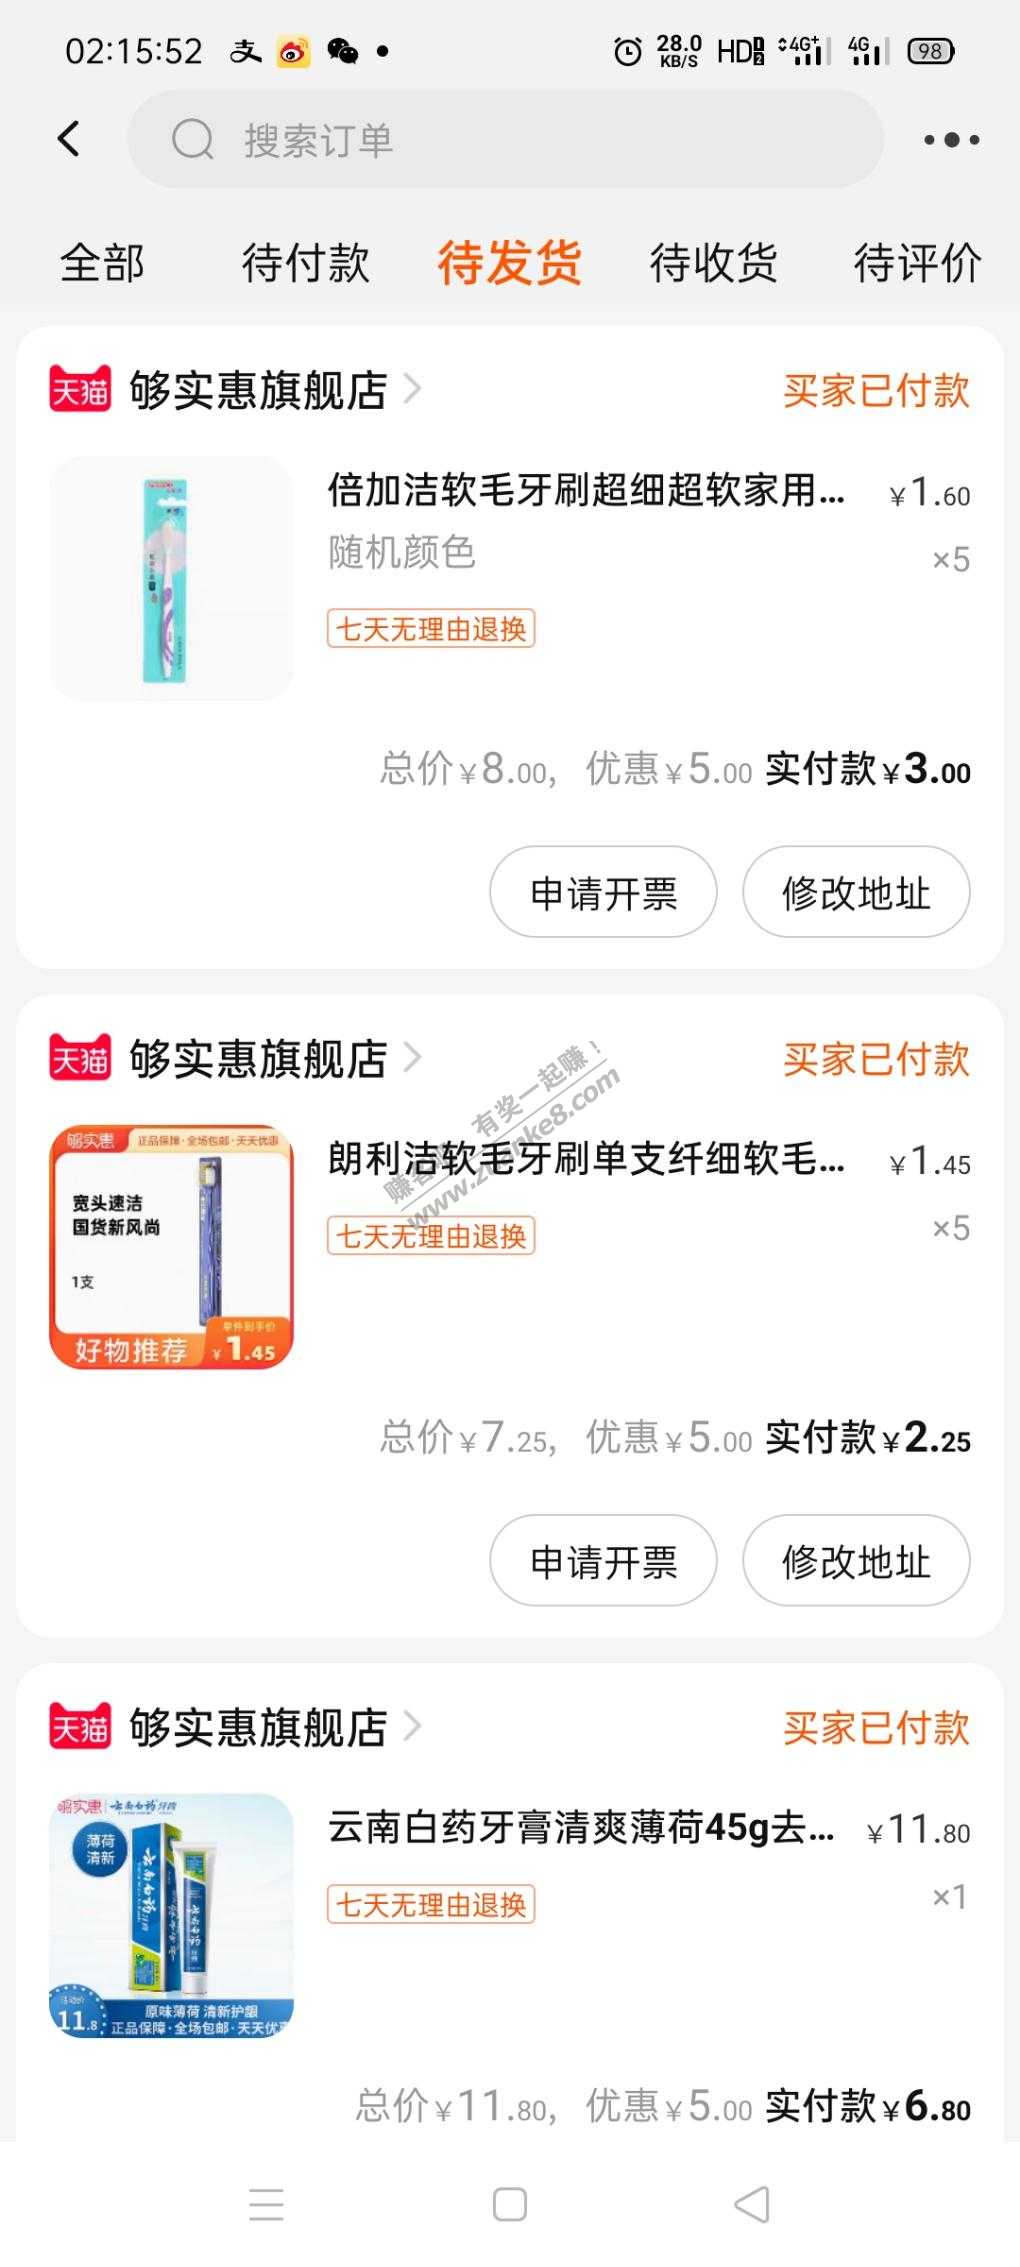 02:15:52 支 28.0 KB/S HD 1 2 4G+ 4G 98
搜索订单
全部 待付款 待发货 待收货 待评价
天猫 够实惠旗舰店 买家已付款
倍加洁软毛牙刷超细超软家用... ¥1.60
随机颜色 ×5
七天无理由退换
总价¥8.00, 优惠¥5.00 实付款¥3.00
申请开票 修改地址
天猫 够实惠旗舰店 买家已付款
够实惠 正品保障·全场包邮·天天优惠
宽头速洁
国货新风尚
1支
单件到手价
好物推荐 ¥1.45
朗利洁软毛牙刷单支纤细软毛... ¥1.45
×5
七天无理由退换
赚客吧,有奖一起赚!
www.zuanke8.com
总价¥7.25, 优惠¥5.00 实付款¥2.25
申请开票 修改地址
天猫 够实惠旗舰店 买家已付款
够实惠 云南白药牙膏
薄荷
清新
云南白药
活动价
11.8
原味薄荷 清新护龈
正品保障·全场包邮·天天优惠
云南白药牙膏清爽薄荷45g去... ¥11.80
×1
七天无理由退换
总价¥11.80, 优惠¥5.00 实付款¥6.80